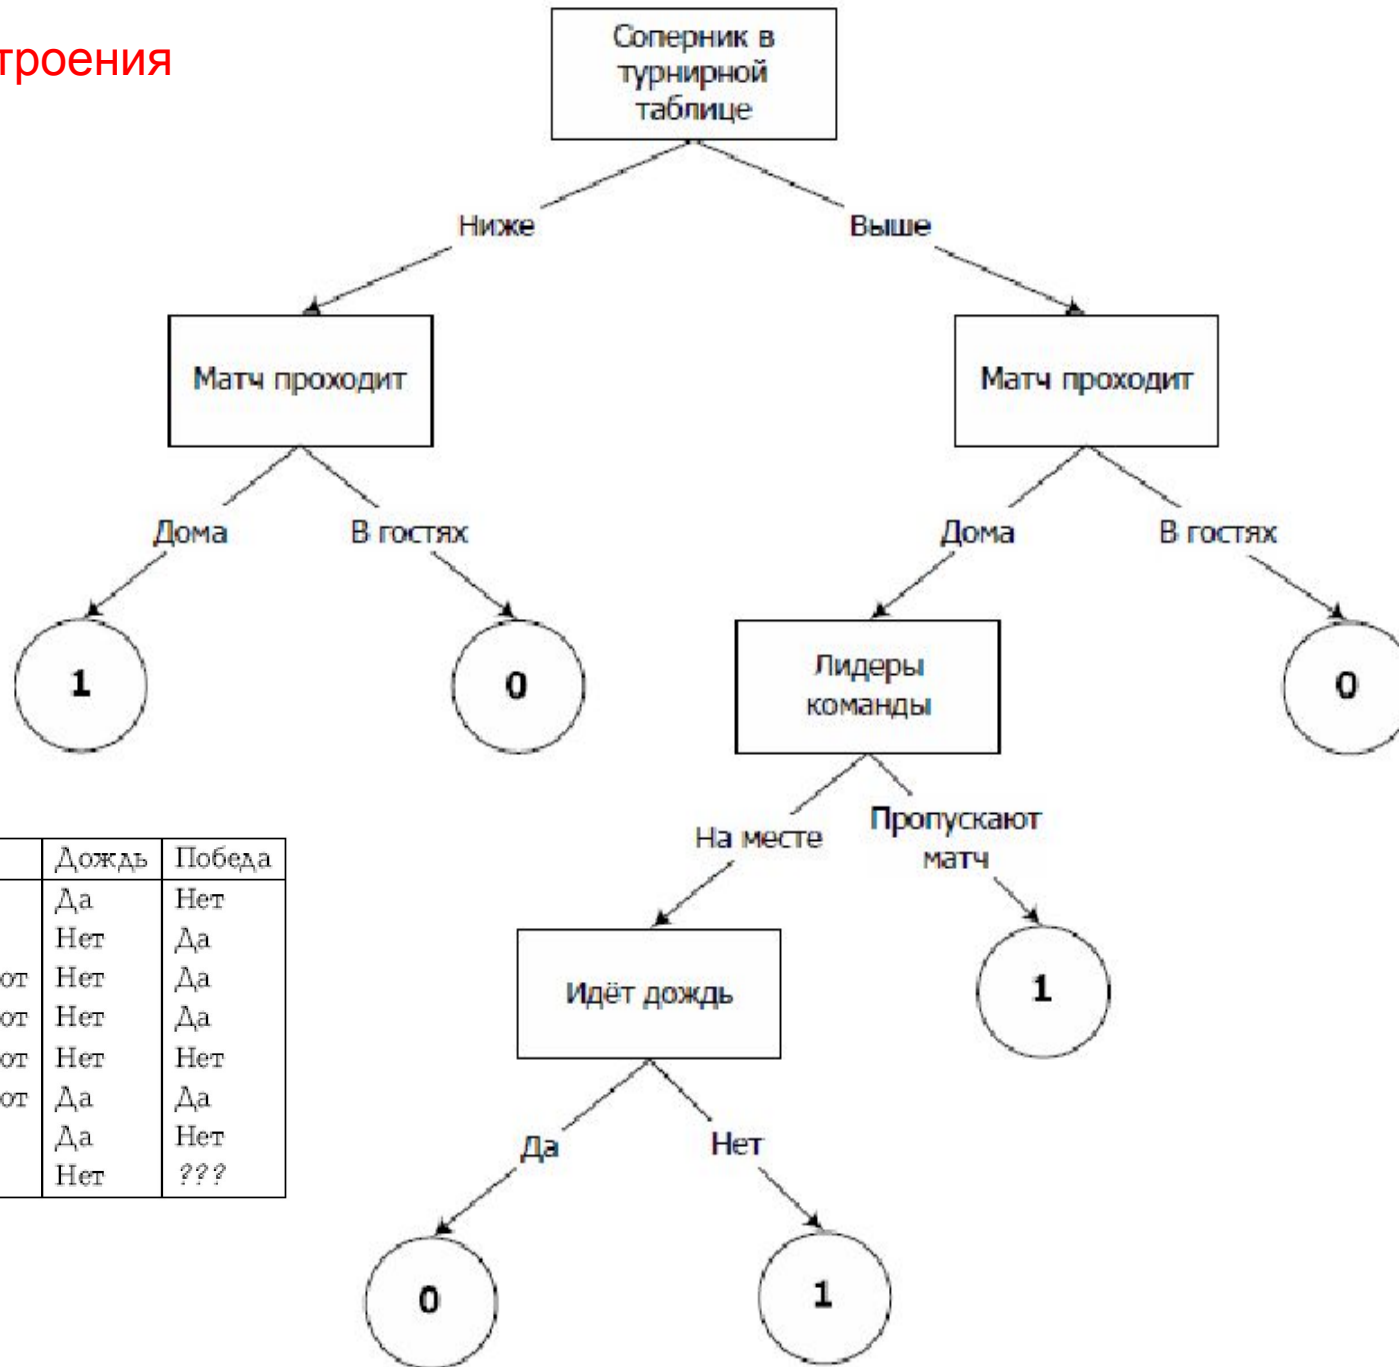 троения
Соперник в
турнирной
таблице
Ниже
Выше
Матч проходит
Матч проходит
Дома
В гостях
Дома
В гостях
1
0
Лидеры
команды
0
На месте
Пропускают
матч
Идёт дождь
1
Да
Нет
0
1
Дождь Победа
Да Нет
Нет Да
от Нет Да
от Нет Да
от Нет Нет
от Да Да
Да Нет
Нет ???